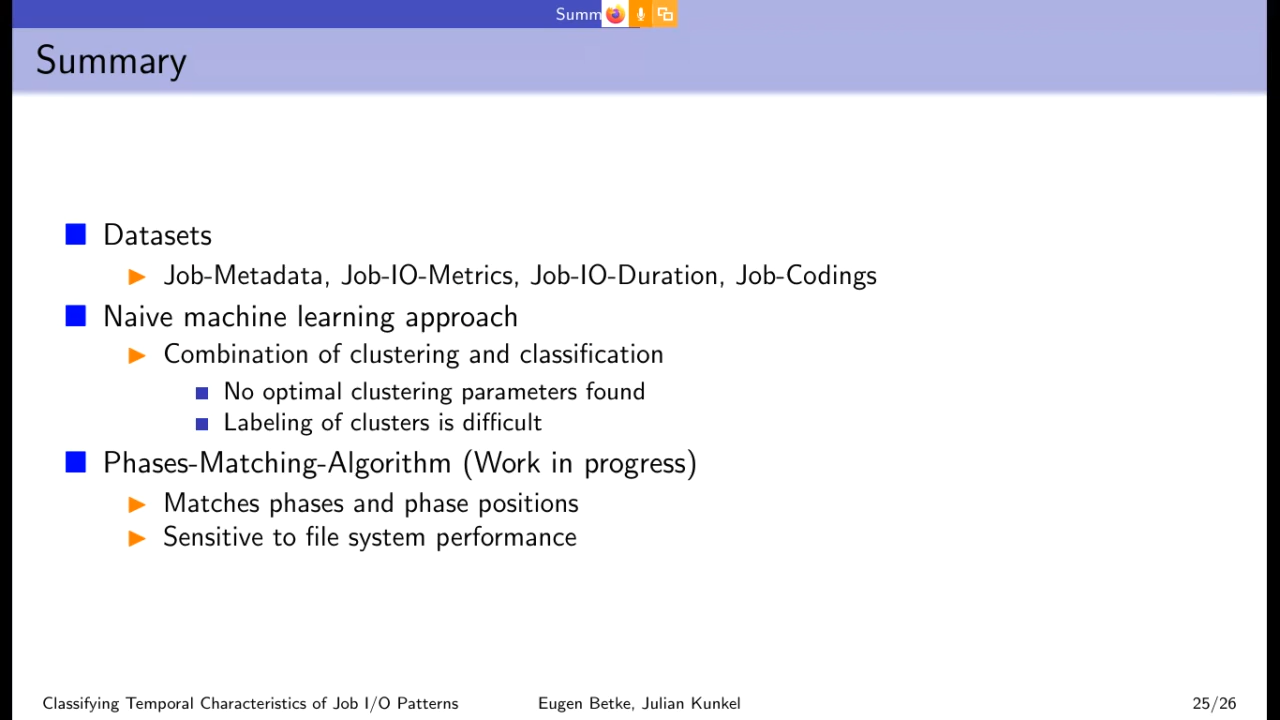 Summ
Summary
Datasets
Job-Metadata, Job-IO-Metrics, Job-IO-Duration, Job-Codings
Naive machine learning approach
Combination of clustering and classification
No optimal clustering parameters found
Labeling of clusters is difficult
Phases-Matching-Algorithm (Work in progress)
Matches phases and phase positions
Sensitive to file system performance
Classifying Temporal Characteristics of Job I/O Patterns Eugen Betke, Julian Kunkel 25/26